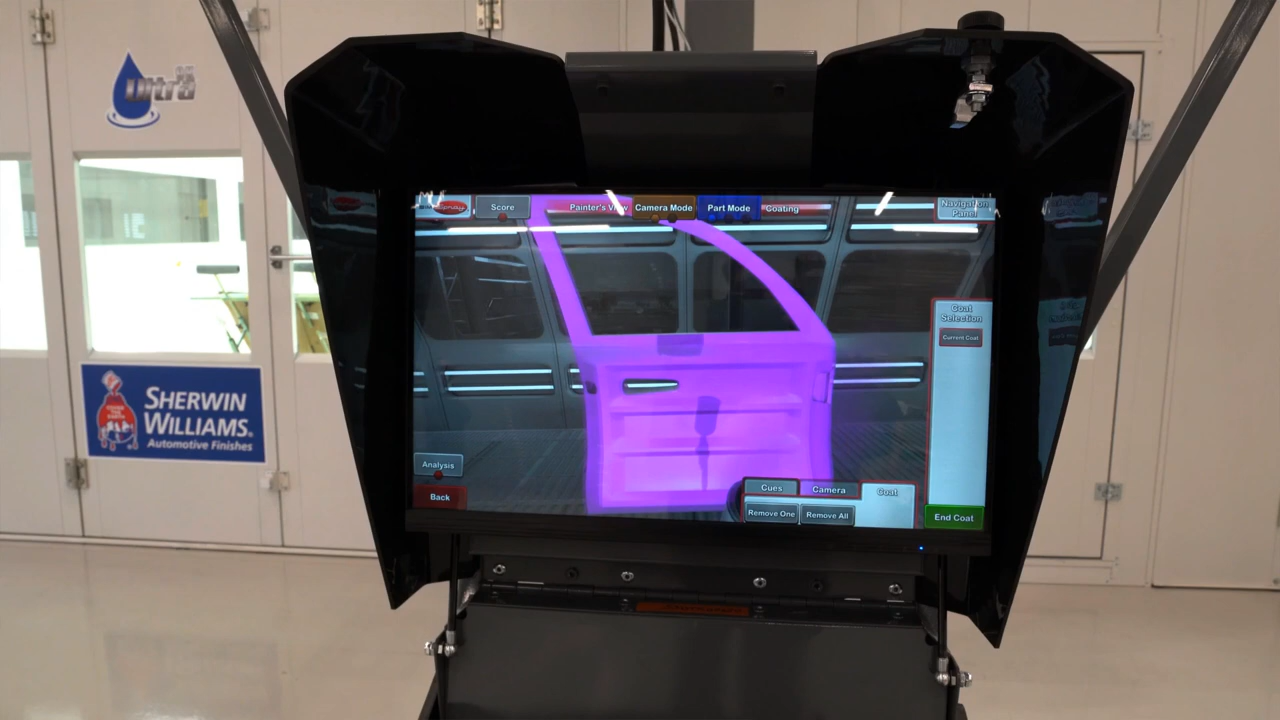 Ultra
SHERWIN
WILLIAMS.
Automotive Finishes
Score
Painter's View
Camera Mode
Part Mode
Coating
Navigation
Panel
Coat
Selection
Current Coat
Analysis
Back
Cues
Camera
Coat
Remove One
Remove All
End Coat